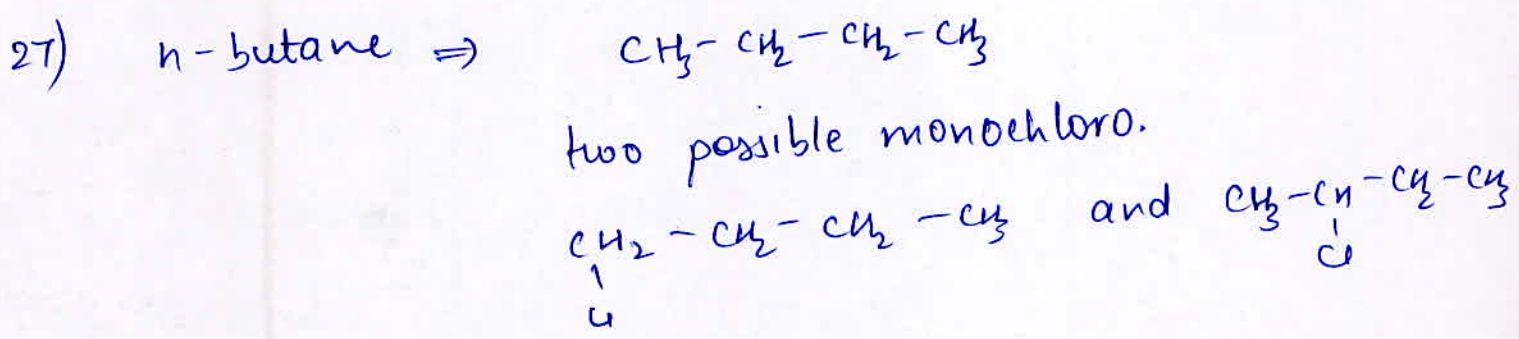 27) n-butane ⇒ CH₃-CH₂-CH₂-CH₃
two possible monochloro.
CH₂-CH₂-CH₂-CH₃ and CH₃-CH-CH₂-CH₃
Cl Cl